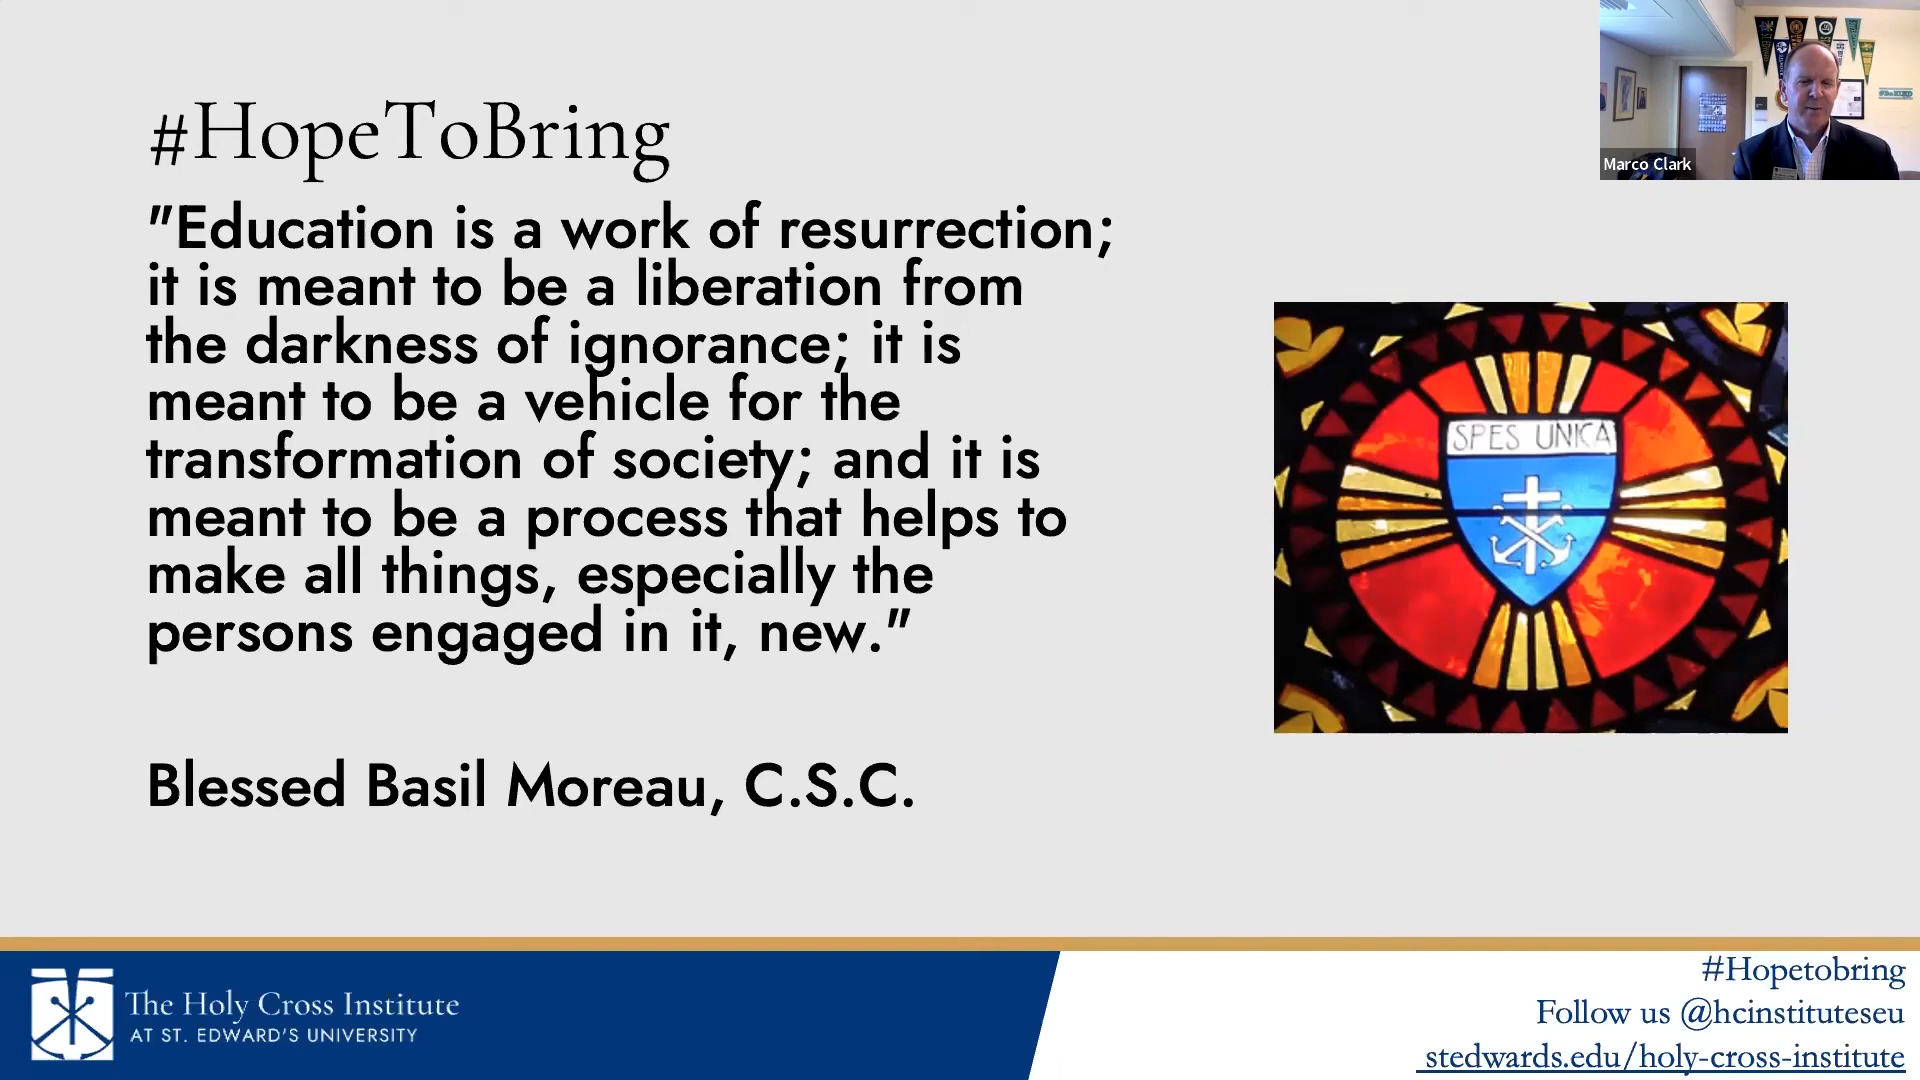 #HopeToBring
"Education is a work of resurrection;
it is meant to be a liberation from
the darkness of ignorance; it is
meant to be a vehicle for the
transformation of society; and it is
meant to be a process that helps to
make all things, especially the
persons engaged in it, new."
Blessed Basil Moreau, C.S.C.
Marco Clark
SPES UNICA
The Holy Cross Institute
AT ST. EDWARD'S UNIVERSITY
#Hopetobring
Follow us @hcinstituteseu
stedwards.edu/holy-cross-institute